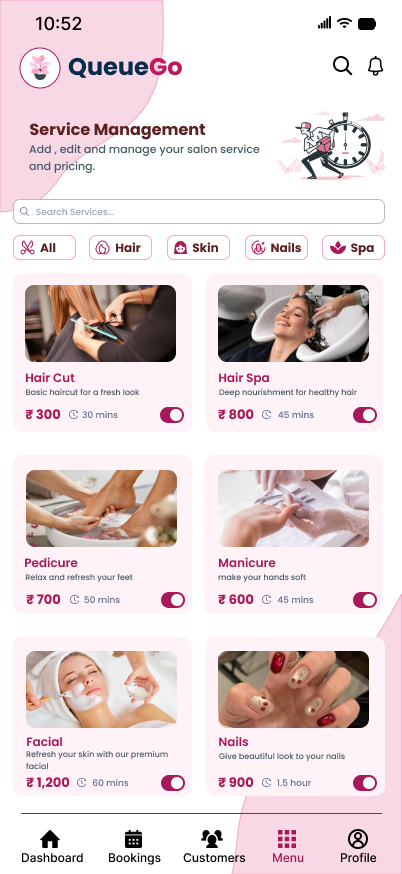 10:52
QueueGo
Service Management
Add , edit and manage your salon service
and pricing.
Search Services...
All
Hair
Skin
Nails
Spa
Hair Cut
Basic haircut for a fresh look
₹ 300
30 mins
Hair Spa
Deep nourishment for healthy hair
₹ 800
45 mins
Pedicure
Relax and refresh your feet
₹ 700
50 mins
Manicure
make your hands soft
₹ 600
45 mins
Facial
Refresh your skin with our premium
facial
₹ 1,200
60 mins
Nails
Give beautiful look to your nails
₹ 900
1.5 hour
Dashboard
Bookings
Customers
Menu
Profile